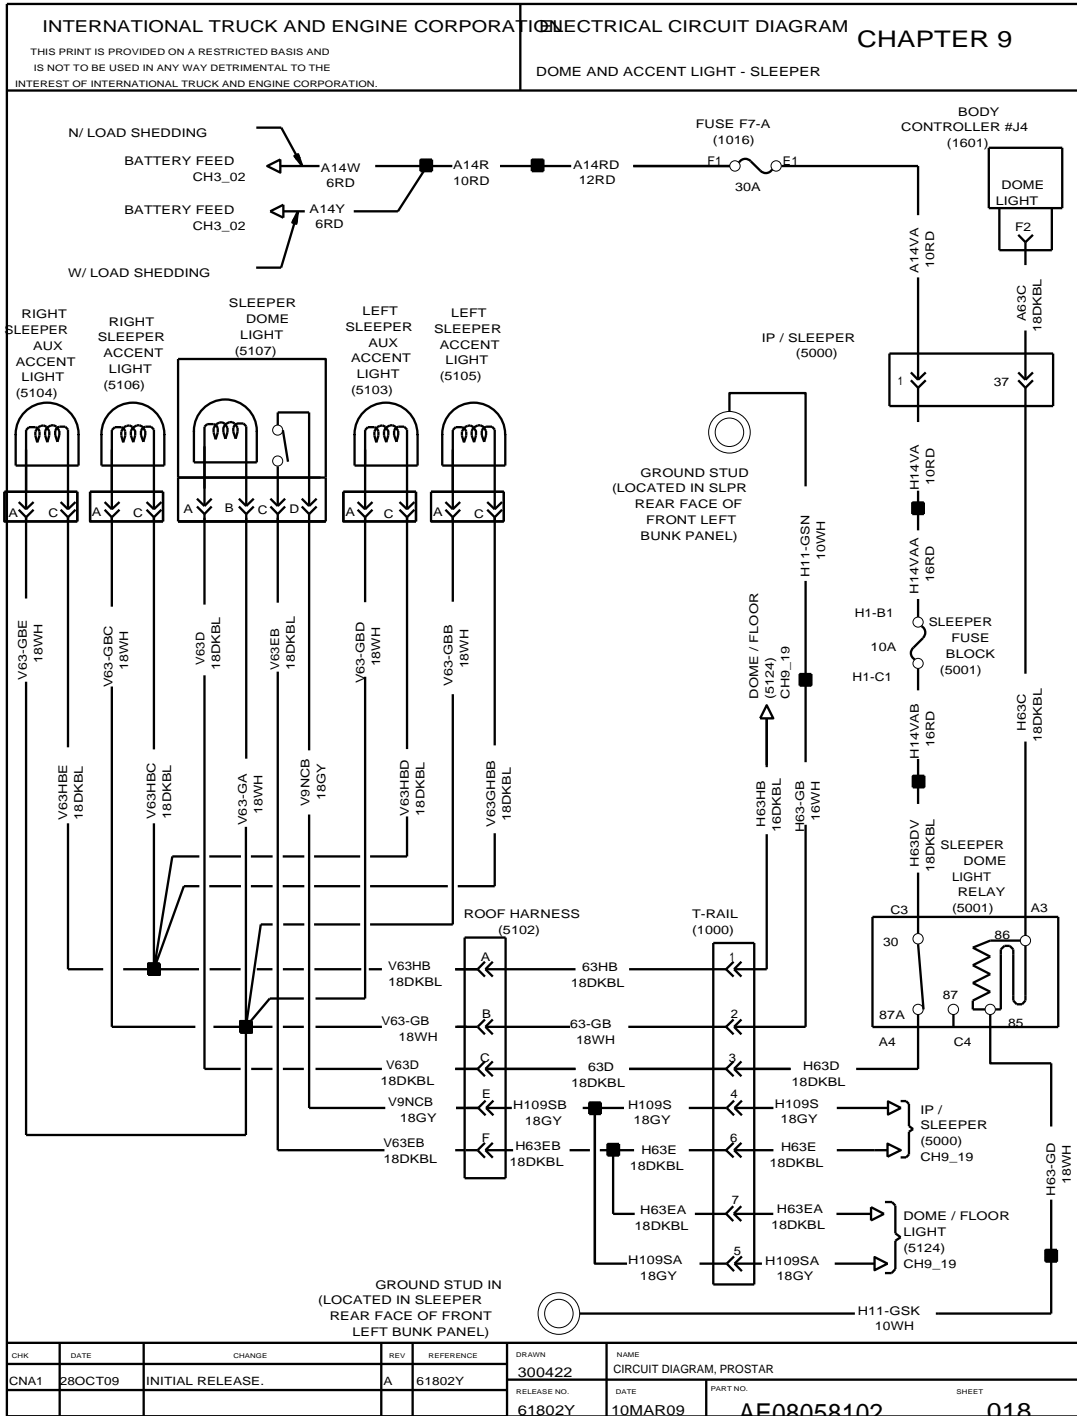 INTERNATIONAL TRUCK AND ENGINE CORPORATION
ELECTRICAL CIRCUIT DIAGRAM
CHAPTER 9
THIS PRINT IS PROVIDED ON A RESTRICTED BASIS AND
IS NOT TO BE USED IN ANY WAY DETRIMENTAL TO THE
INTEREST OF INTERNATIONAL TRUCK AND ENGINE CORPORATION.
DOME AND ACCENT LIGHT - SLEEPER
N/ LOAD SHEDDING
BATTERY FEED
CH3_02
A14W
6RD
BATTERY FEED
CH3_02
A14Y
6RD
W/ LOAD SHEDDING
A14R
10RD
A14RD
12RD
FUSE F7-A
(1016)
F1
E1
30A
BODY
CONTROLLER #J4
(1601)
DOME
LIGHT
F2
A14VA
10RD
A63C
18DKBL
IP / SLEEPER
(5000)
1
37
RIGHT
SLEEPER
AUX
ACCENT
LIGHT
(5104)
RIGHT
SLEEPER
ACCENT
LIGHT
(5106)
SLEEPER
DOME
LIGHT
(5107)
LEFT
SLEEPER
AUX
ACCENT
LIGHT
(5103)
LEFT
SLEEPER
ACCENT
LIGHT
(5105)
A
C
A
C
A
B
C
D
A
C
A
C
GROUND STUD
(LOCATED IN SLPR
REAR FACE OF
FRONT LEFT
BUNK PANEL)
H11-GSN
10WH
H14VA
10RD
H14VAA
16RD
H1-B1
10A
H1-C1
SLEEPER
FUSE
BLOCK
(5001)
H14VAB
16RD
H63C
18DKBL
V63-GBE
18WH
V63-GBC
18WH
V63D
18DKBL
V63EB
18DKBL
V63-GBD
18WH
V63-GBB
18WH
DOME / FLOOR
(5124)
CH9_19
V63HBE
18DKBL
V63HBC
18DKBL
V63-GA
18WH
V9NCB
18GY
V63HBD
18DKBL
V63GHBB
18DKBL
H63HB
16DKBL
H63-GB
16WH
H63DV
18DKBL
SLEEPER
DOME
LIGHT
RELAY
(5001)
C3
A3
30
86
87
87A
85
A4
C4
ROOF HARNESS
(5102)
T-RAIL
(1000)
V63HB
18DKBL
A
63HB
18DKBL
1
V63-GB
18WH
B
63-GB
18WH
2
V63D
18DKBL
C
63D
18DKBL
3
H63D
18DKBL
V9NCB
18GY
E
H109SB
18GY
H109S
18GY
4
H109S
18GY
V63EB
18DKBL
F
H63EB
18DKBL
H63E
18DKBL
6
H63E
18DKBL
IP /
SLEEPER
(5000)
CH9_19
H63EA
18DKBL
7
H63EA
18DKBL
H109SA
18GY
5
H109SA
18GY
DOME / FLOOR
LIGHT
(5124)
CH9_19
H63-GD
18WH
GROUND STUD IN
(LOCATED IN SLEEPER
REAR FACE OF FRONT
LEFT BUNK PANEL)
H11-GSK
10WH
CHK
DATE
CHANGE
REV
REFERENCE
CNA1
28OCT09
INITIAL RELEASE.
A
61802Y
DRAWN
300422
NAME
CIRCUIT DIAGRAM, PROSTAR
RELEASE NO.
61802Y
DATE
10MAR09
PART NO.
AE08058102
SHEET
018